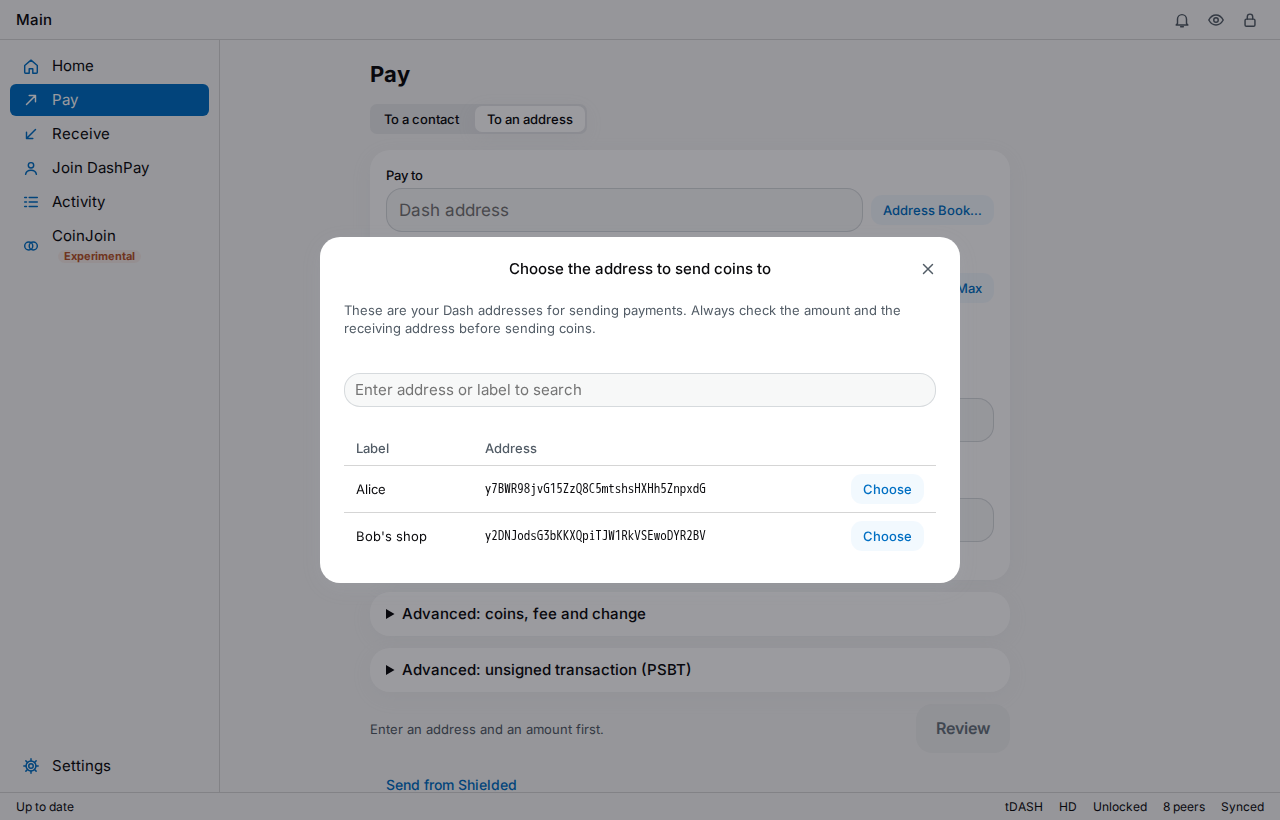 Main
Home
Pay
Receive
Join DashPay
Activity
CoinJoin
Experimental
Settings
Pay
To a contact
To an address
Pay to
Dash address
Address Book...
Max
Choose the address to send coins to
These are your Dash addresses for sending payments. Always check the amount and the
receiving address before sending coins.
Enter address or label to search
Label Address
Alice y7BWR98jvG15ZzQ8C5mtshsHXHh5ZnpxdG Choose
Bob's shop y2DNJodsG3bKKXQpiTJW1RkVSEwoDYR2BV Choose
Advanced: coins, fee and change
Advanced: unsigned transaction (PSBT)
Enter an address and an amount first.
Review
Send from Shielded
Up to date
tDASH HD Unlocked 8 peers Synced